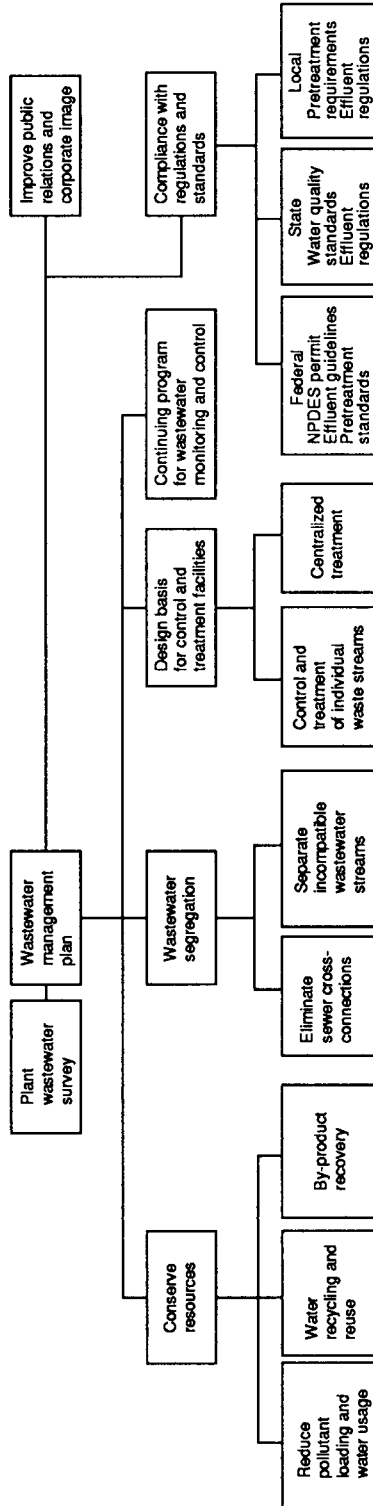 Plant
wastewater
survey
Wastewater
management
plan
Improve public
relations and
corporate image
Conserve
resources
Wastewater
segregation
Design basis
for control and
treatment facilities
Continuing program
for wastewater
monitoring and control
Compliance with
regulations and
standards
Reduce
pollutant
loading and
water usage
Water
recycling and
reuse
By-product
recovery
Eliminate
sewer cross-
connections
Separate
incompatible
wastewater
streams
Control and
treatment
of individual
waste streams
Centralized
treatment
Federal
NPDES permit
Effluent guidelines
Pretreatment
standards
State
Water quality
standards
Effluent
regulations
Local
Pretreatment
requirements
Effluent
regulations